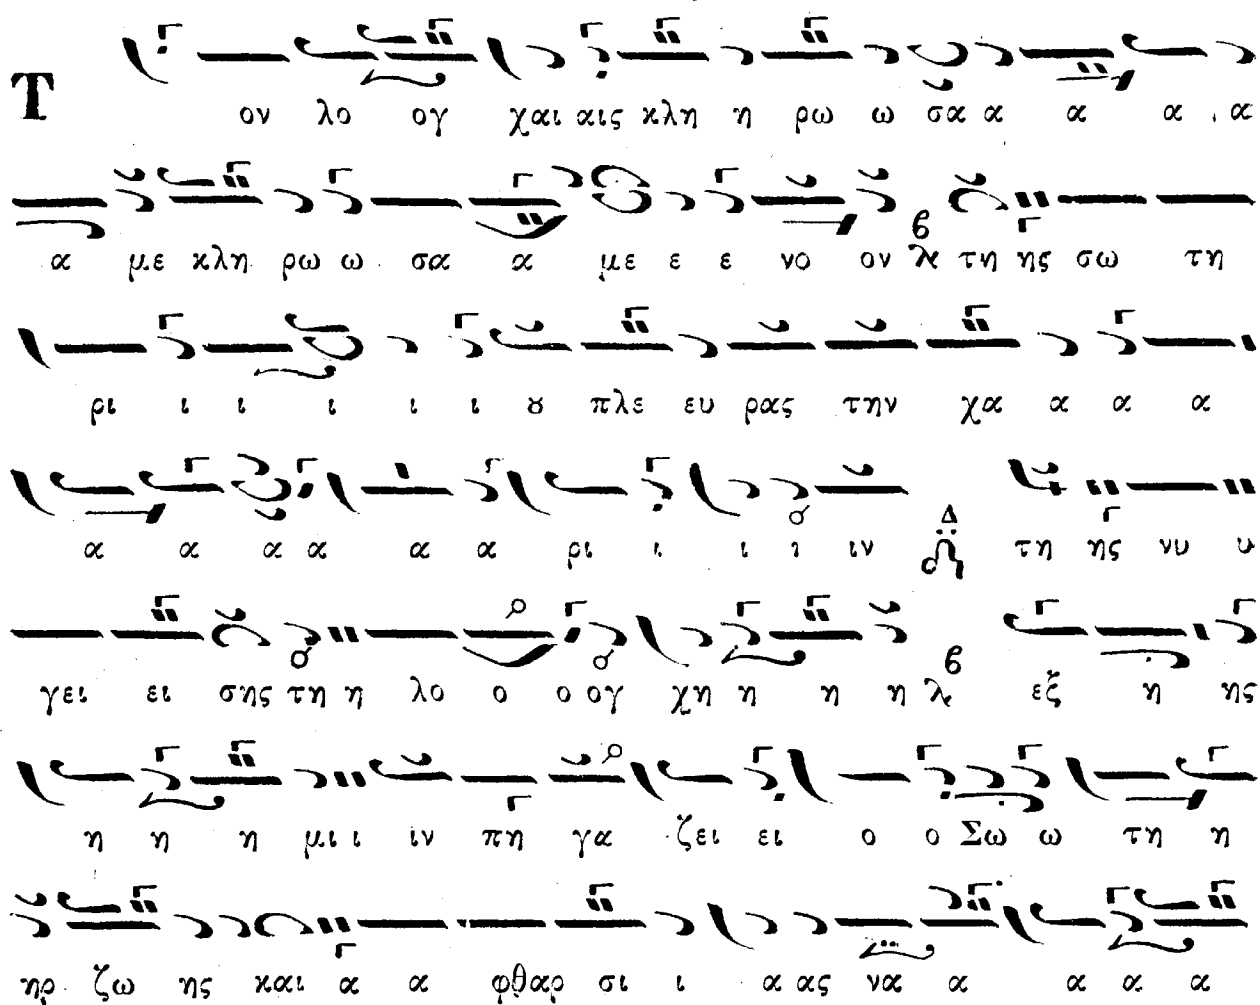 Τ ον λο ογ χαι αις κλη η ρω ω σα α α α α
α με κλη ρω ω σα α με ε ε νο ον τη ης σω τη
ρι ι ι ι ι ι ȣ πλε ευ ρας την χα α α α
α α α α α α ρι ι ι ι ιν Δ τη ης νυ υ
γει ει σης τη η λο ο ο ογ χη η η η εξ η ης
η η η μι ι ιν πη γα ζει ει ο ο Σω ω τη η
ηρ ζω ης και α α φθαρ σι ι α ας να α α α α